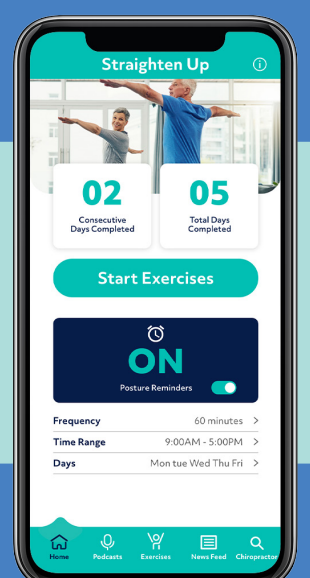 Straighten Up
02
Consecutive
Days Completed
05
Total Days
Completed
Start Exercises
ON
Posture Reminders
Frequency 60 minutes >
Time Range 9:00AM - 5:00PM >
Days Mon tue Wed Thu Fri >
Home Podcasts Exercises News Feed Chiropractor